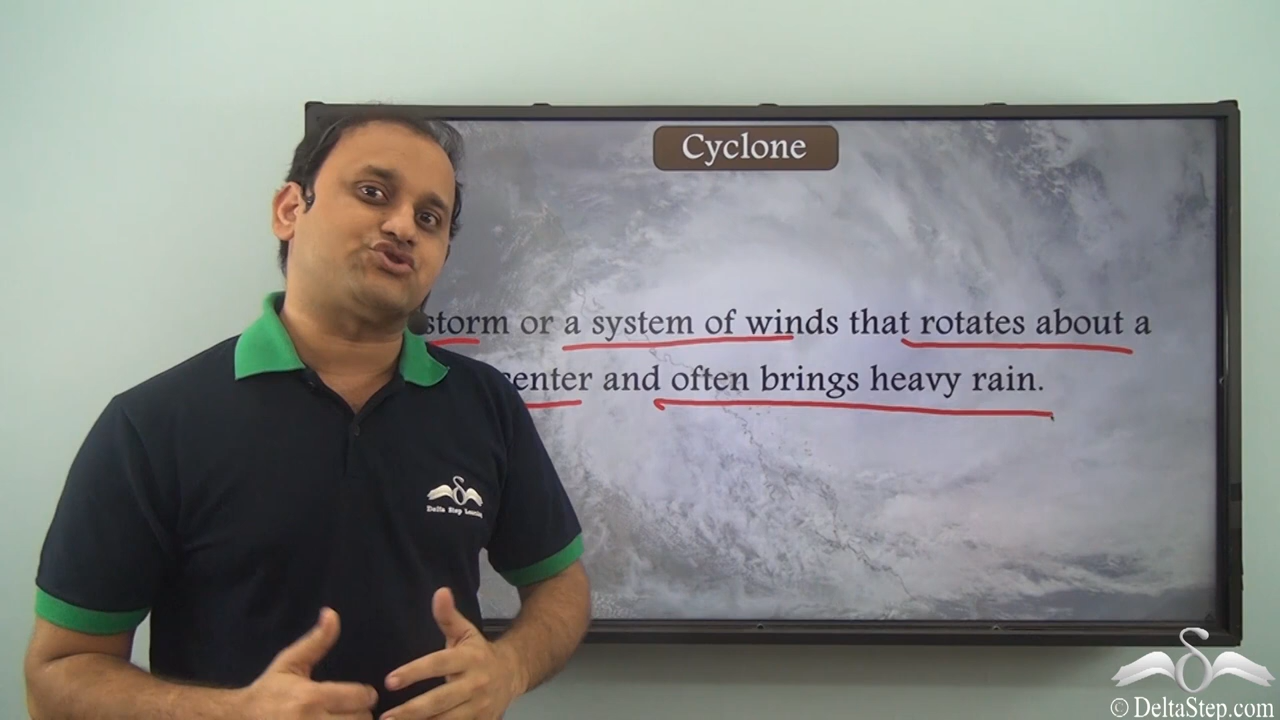 Cyclone
storm or a system of winds that rotates about a
center and often brings heavy rain.
Delta Step Learning
© DeltaStep.com